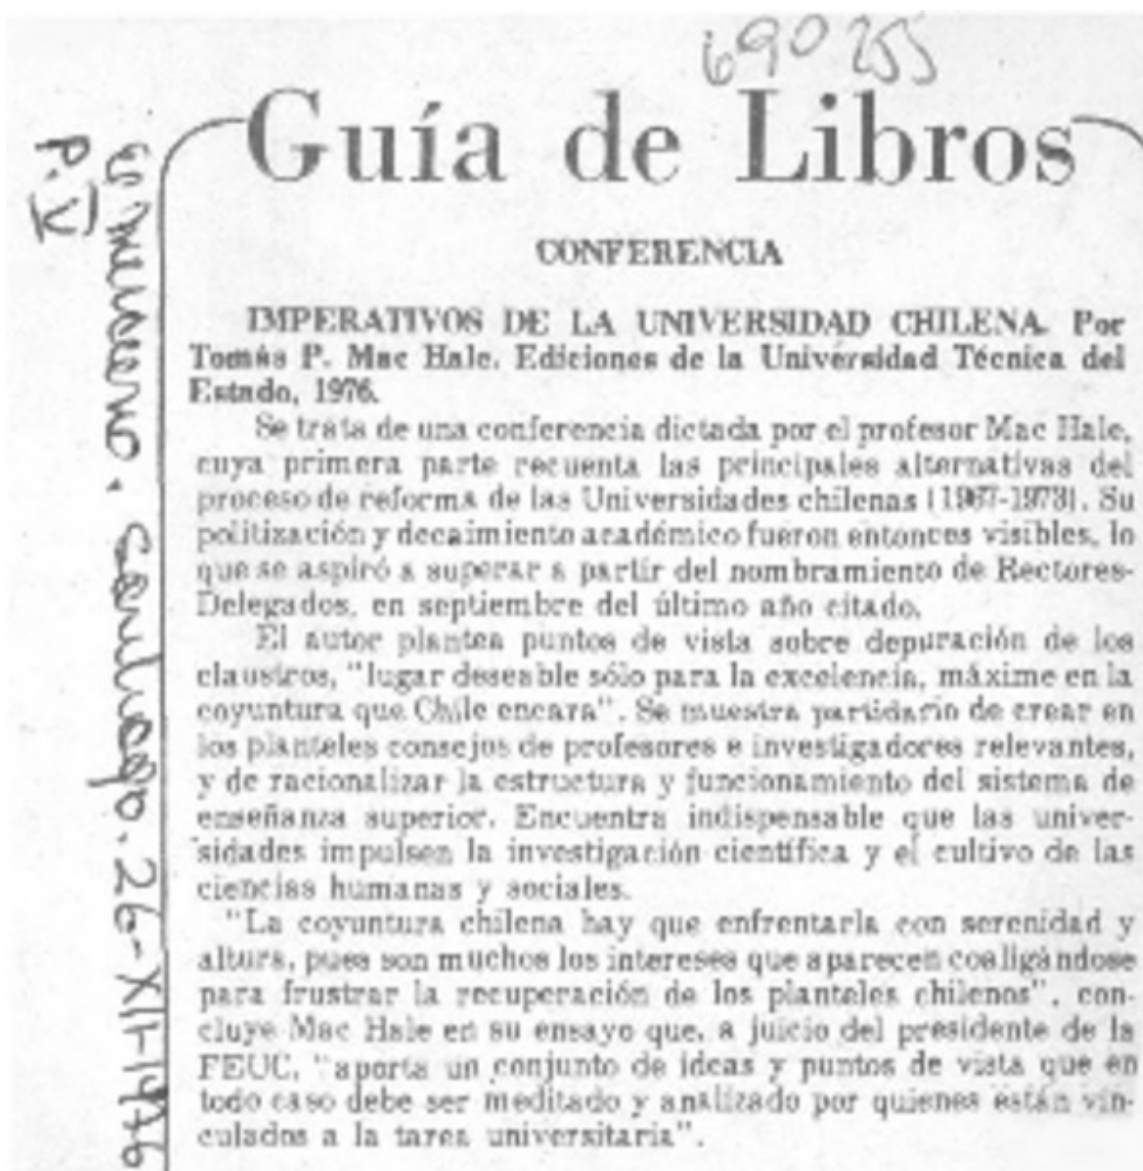 690255
Guía de Libros
CONFERENCIA
IMPERATIVOS DE LA UNIVERSIDAD CHILENA. Por
Tomás P. Mac Hale. Ediciones de la Universidad Técnica del
Estado, 1976.
Se trata de una conferencia dictada por el profesor Mac Hale,
cuya primera parte recuenta las principales alternativas del
proceso de reforma de las Universidades chilenas (1967-1973). Su
politización y decaimiento académico fueron entonces visibles, lo
que se aspiró a superar a partir del nombramiento de Rectores-
Delegados, en septiembre del último año citado.
El autor plantea puntos de vista sobre depuración de los
claustros, "lugar deseable sólo para la excelencia, máxime en la
coyuntura que Chile encara". Se muestra partidario de crear en
los planteles consejos de profesores e investigadores relevantes,
y de racionalizar la estructura y funcionamiento del sistema de
enseñanza superior. Encuentra indispensable que las univer-
sidades impulsen la investigación científica y el cultivo de las
ciencias humanas y sociales.
"La coyuntura chilena hay que enfrentarla con serenidad y
altura, pues son muchos los intereses que aparecen coaligándose
para frustrar la recuperación de los planteles chilenos", con-
cluye Mac Hale en su ensayo que, a juicio del presidente de la
FEUC, "aporta un conjunto de ideas y puntos de vista que en
todo caso debe ser meditado y analizado por quienes están vin-
culados a la tarea universitaria".
El Mercurio. Santiago. 26-XII-1976
P. V